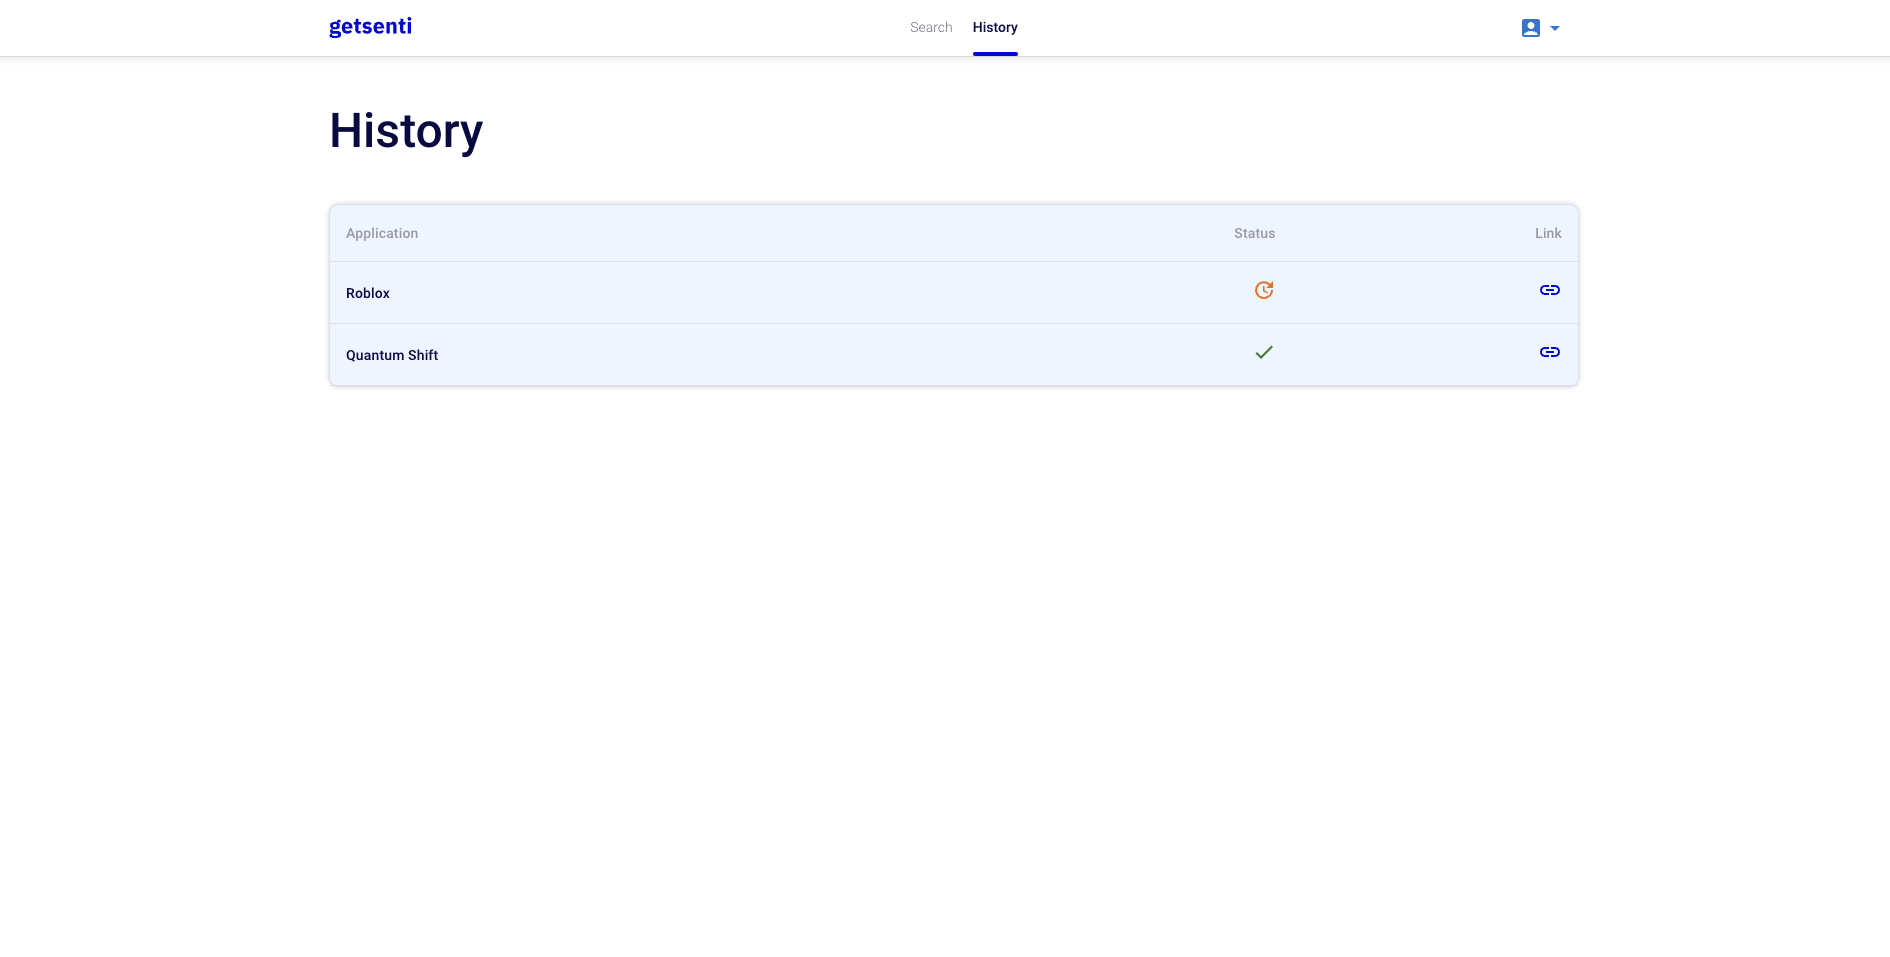 getsenti
Search History
History
Application Status Link
Roblox
Quantum Shift